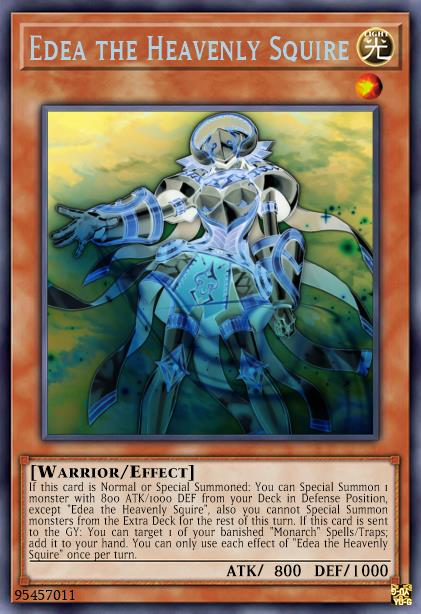 EDEA THE HEAVENLY SQUIRE
LIGHT
光
[WARRIOR/EFFECT]
If this card is Normal or Special Summoned: You can Special Summon 1
monster with 800 ATK/1000 DEF from your Deck in Defense Position,
except "Edea the Heavenly Squire", also you cannot Special Summon
monsters from the Extra Deck for the rest of this turn. If this card is sent
to the GY: You can target 1 of your banished "Monarch" Spells/Traps;
add it to your hand. You can only use each effect of "Edea the Heavenly
Squire" once per turn.
ATK/ 800 DEF/1000
95457011